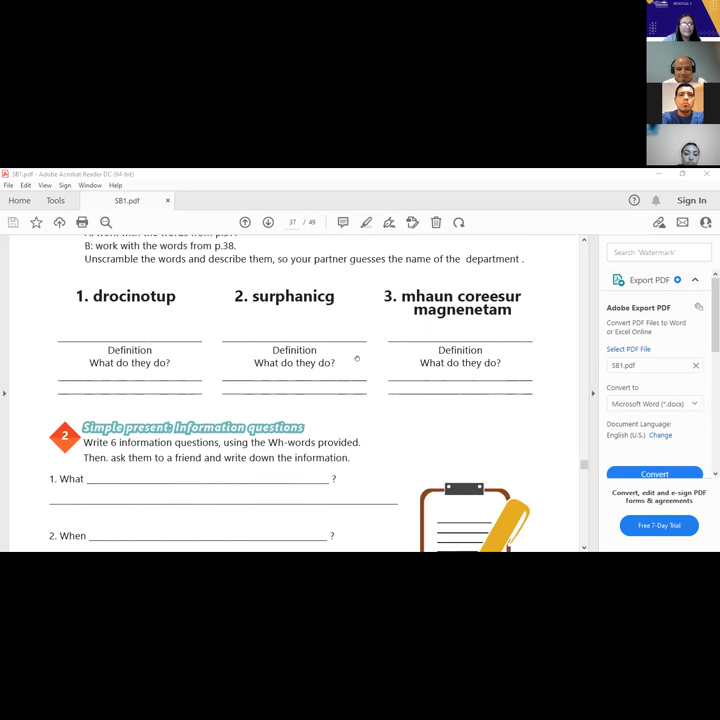 MODULE 1
SB1.pdf - Adobe Acrobat Reader DC (64-bit)
File Edit View Sign Window Help
Home Tools SB1.pdf × Sign In
37 / 49
B: work with the words from p.38.
Unscramble the words and describe them, so your partner guesses the name of the department .
1. drocinotup 2. surphanicg 3. mhaun coreesur
magnenetam
Definition Definition Definition
What do they do? What do they do? What do they do?
2 Simple present: Information questions
Write 6 information questions, using the Wh-words provided.
Then. ask them to a friend and write down the information.
1. What ?
2. When ?
Search 'Watermark'
Export PDF
Adobe Export PDF
Convert PDF Files to Word
or Excel Online
Select PDF File
SB1.pdf
Convert to
Microsoft Word (*.docx)
Document Language:
English (U.S.) Change
Convert
Convert, edit and e-sign PDF
forms & agreements
Free 7-Day Trial